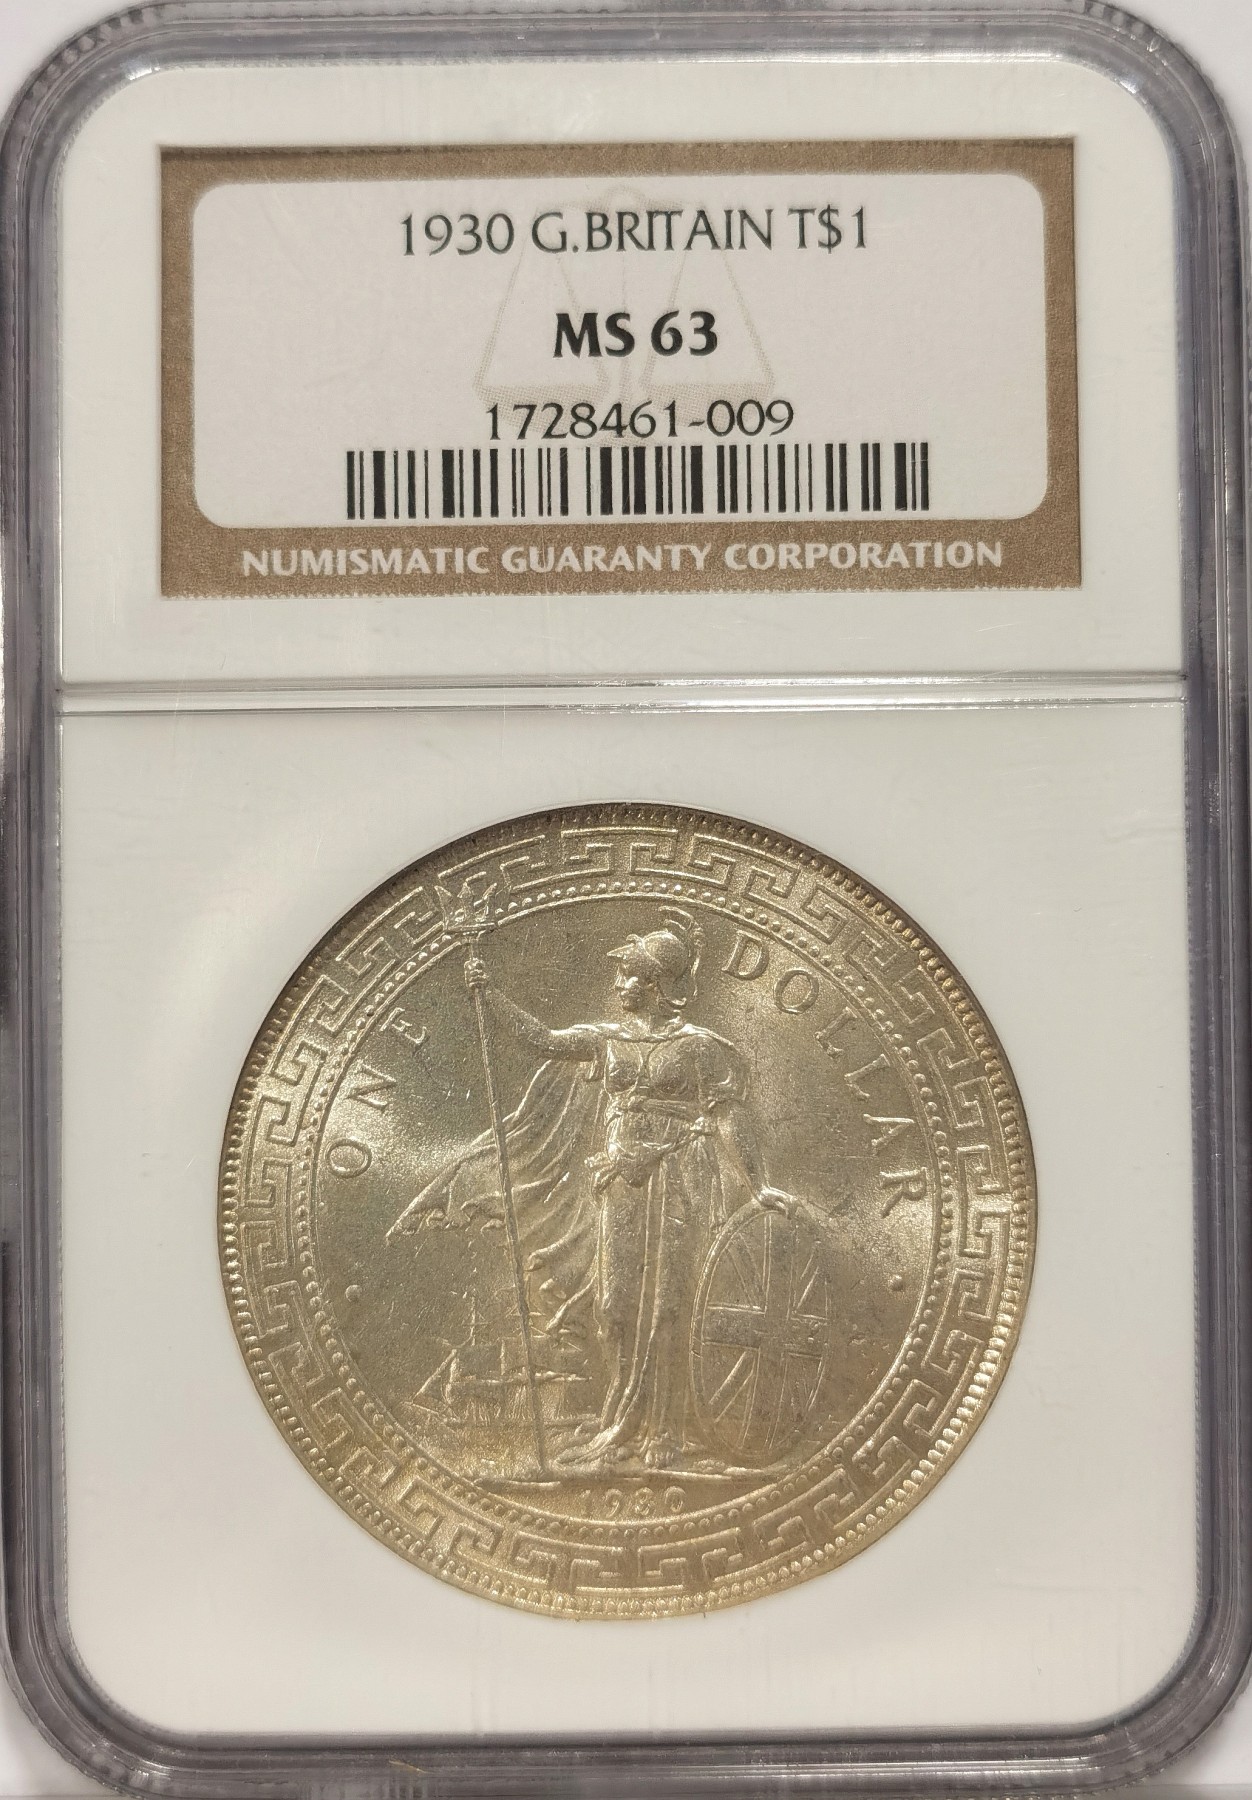 1930 G.BRITAIN T$1
MS 63
1728461-009
NUMISMATIC GUARANTY CORPORATION
ONE DOLLAR
1930